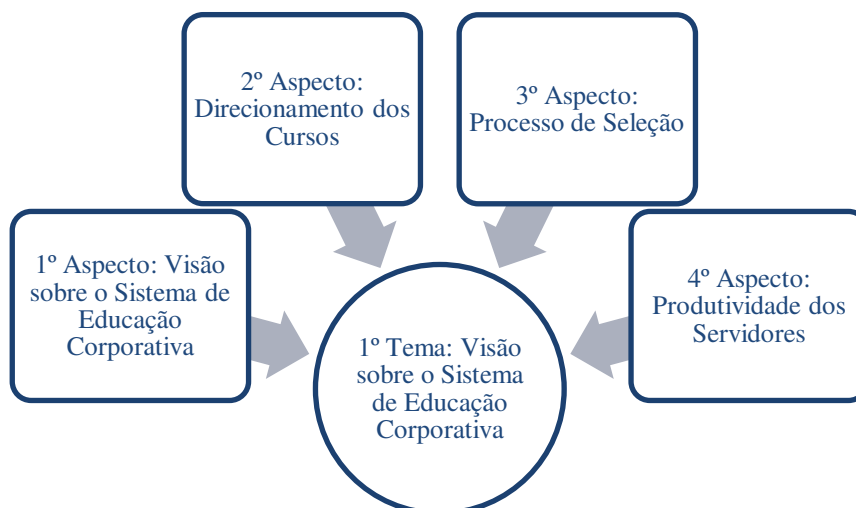 1º Aspecto: Visão
sobre o Sistema de
Educação
Corporativa
2º Aspecto:
Direcionamento dos
Cursos
3º Aspecto:
Processo de Seleção
4º Aspecto:
Produtividade dos
Servidores
1º Tema: Visão
sobre o Sistema
de Educação
Corporativa